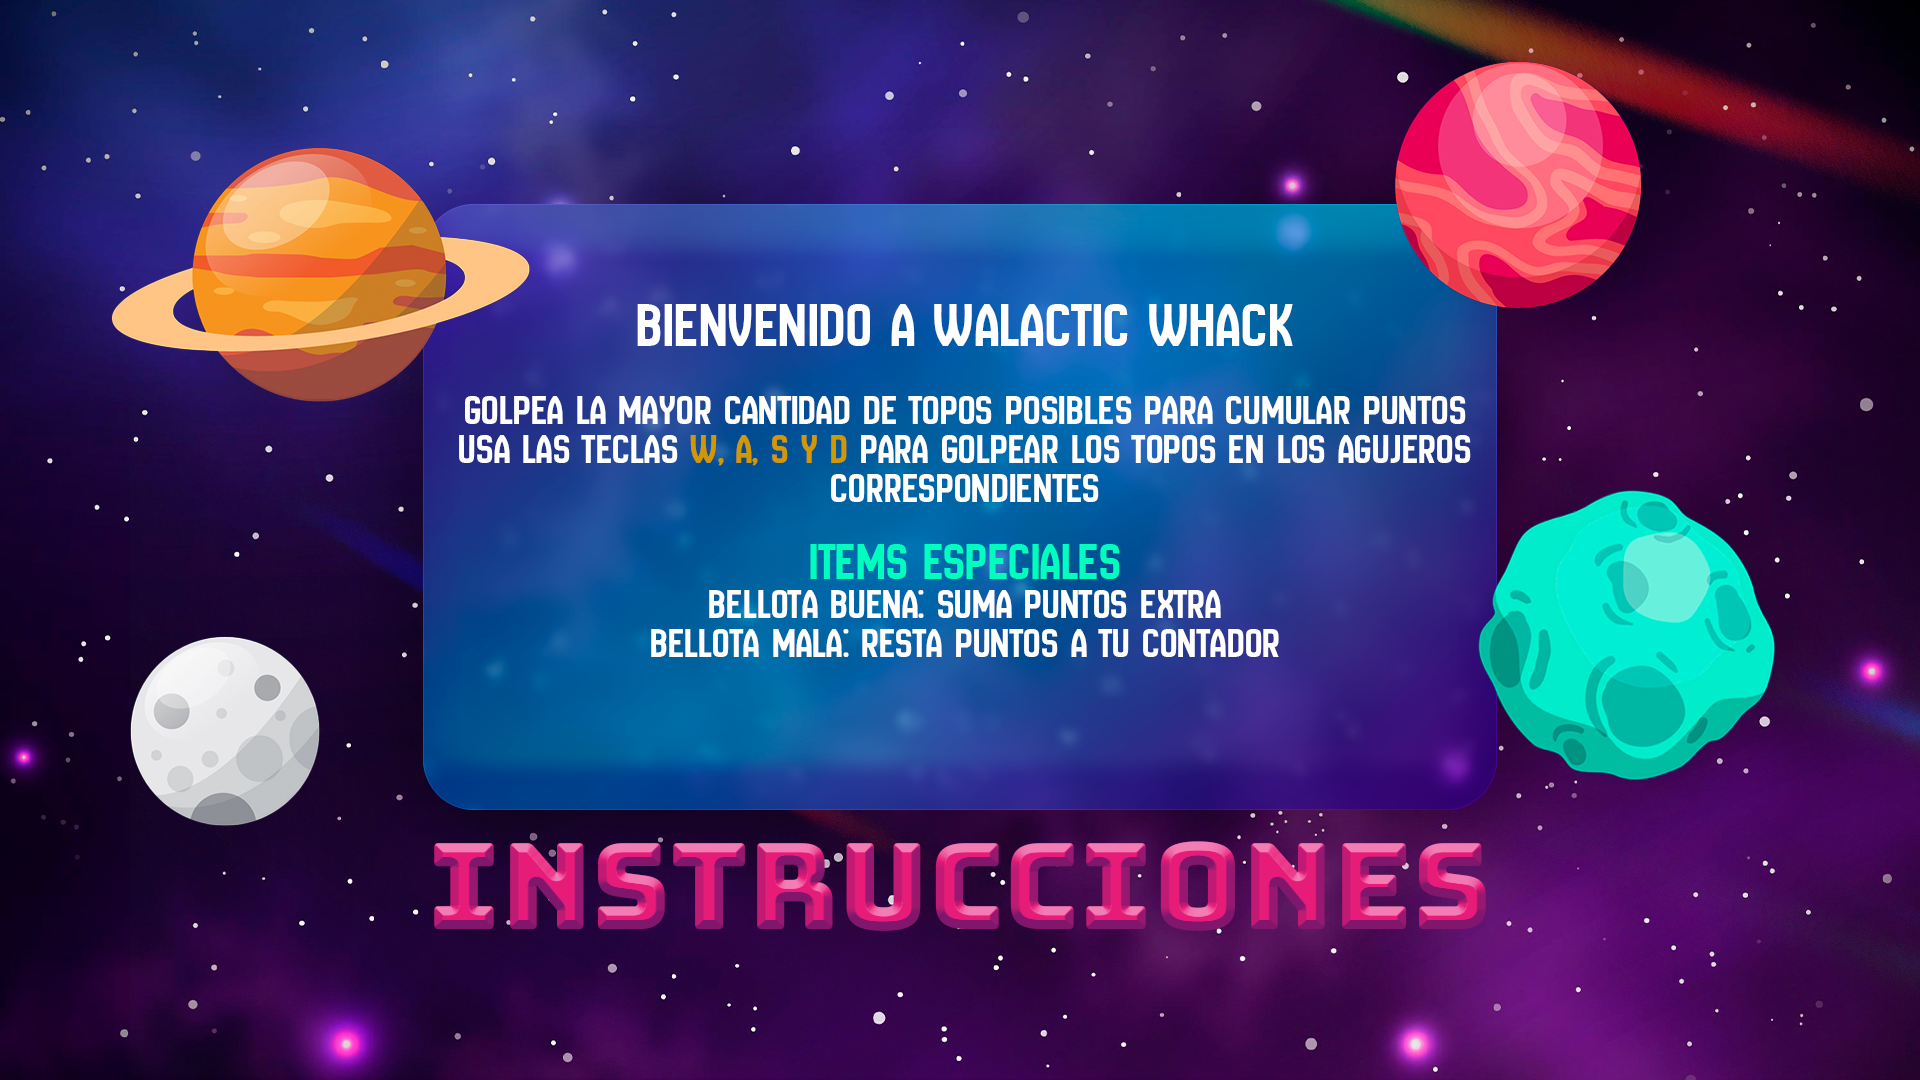 BIENVENIDO A WALACTIC WHACK
GOLPEA LA MAYOR CANTIDAD DE TOPOS POSIBLES PARA CUMULAR PUNTOS
USA LAS TECLAS W, A, S Y D PARA GOLPEAR LOS TOPOS EN LOS AGUJEROS
CORRESPONDIENTES
ITEMS ESPECIALES
BELLOTA BUENA: SUMA PUNTOS EXTRA
BELLOTA MALA: RESTA PUNTOS A TU CONTADOR
INSTRUCCIONES